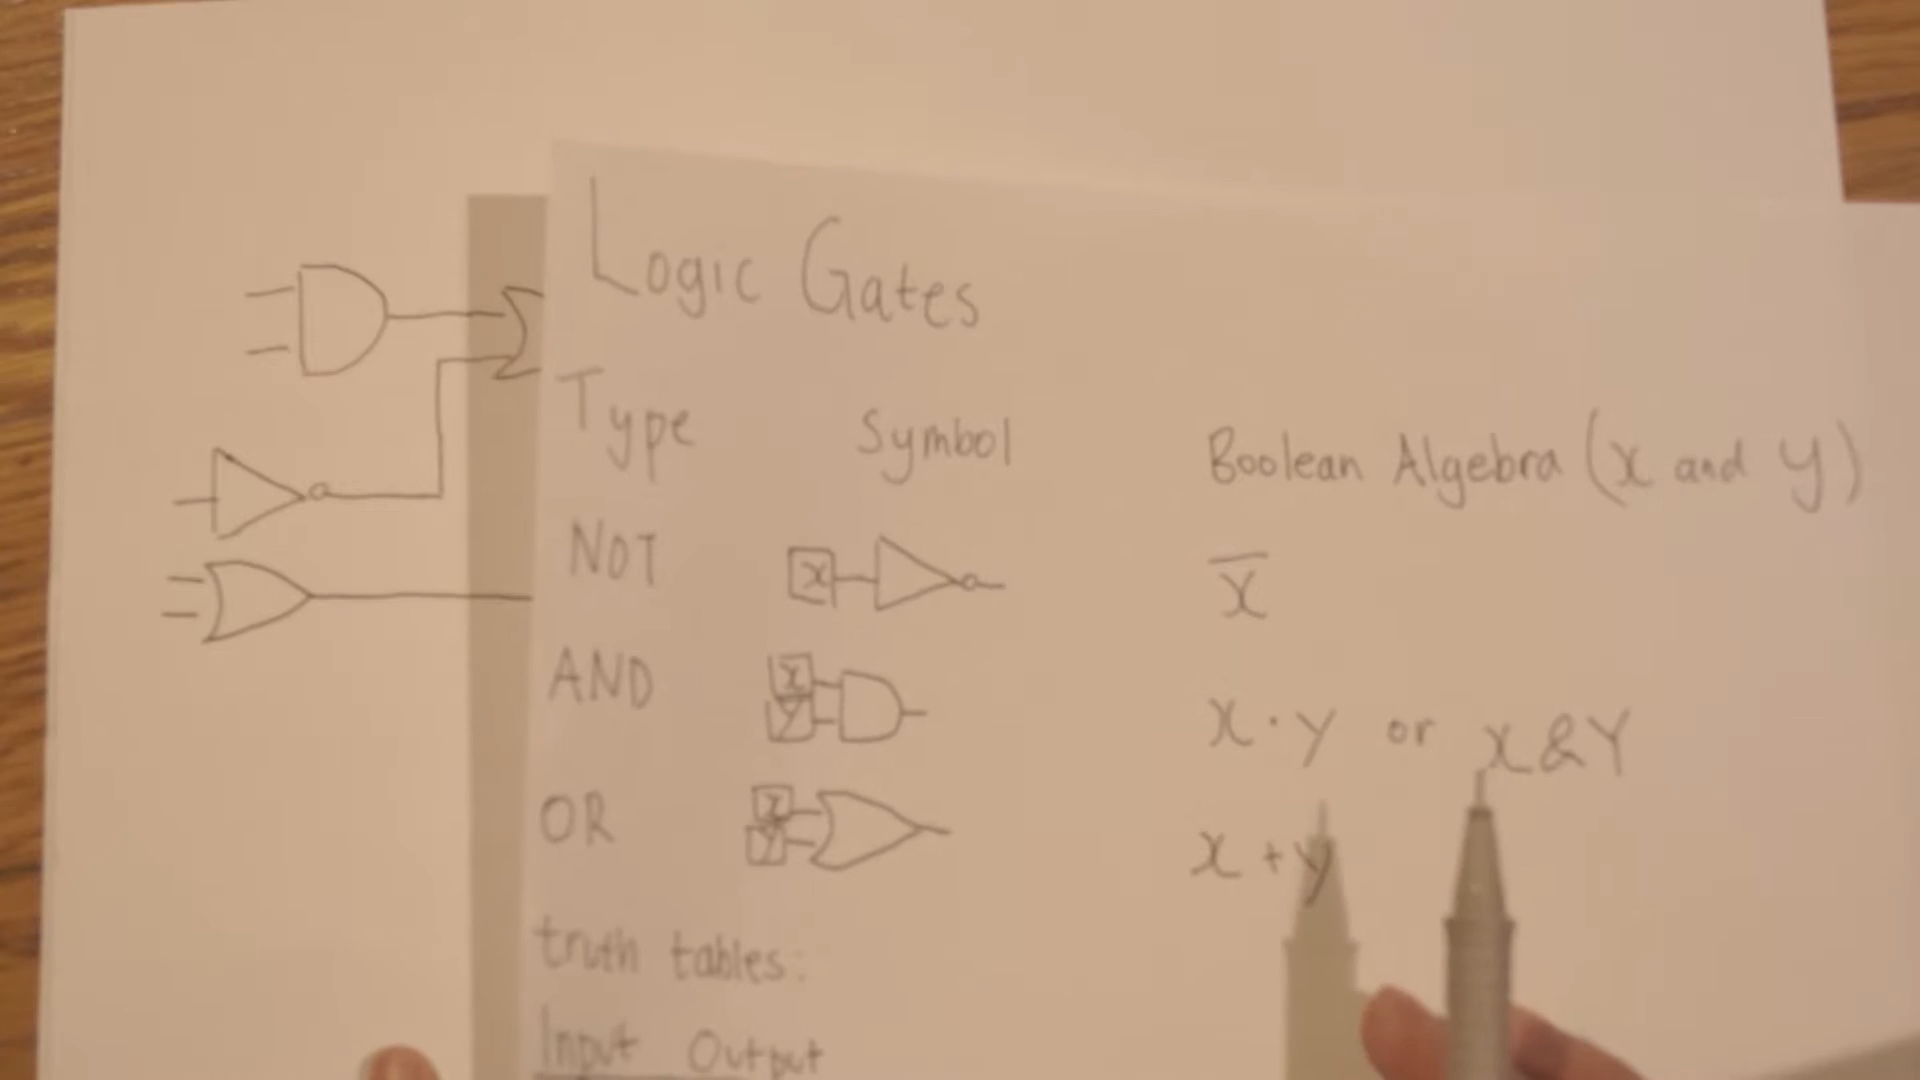 Logic Gates
Type Symbol Boolean Algebra (x and y)
NOT x x̅
AND x y x · y or x & Y
OR x y x + y
truth tables:
Input Output